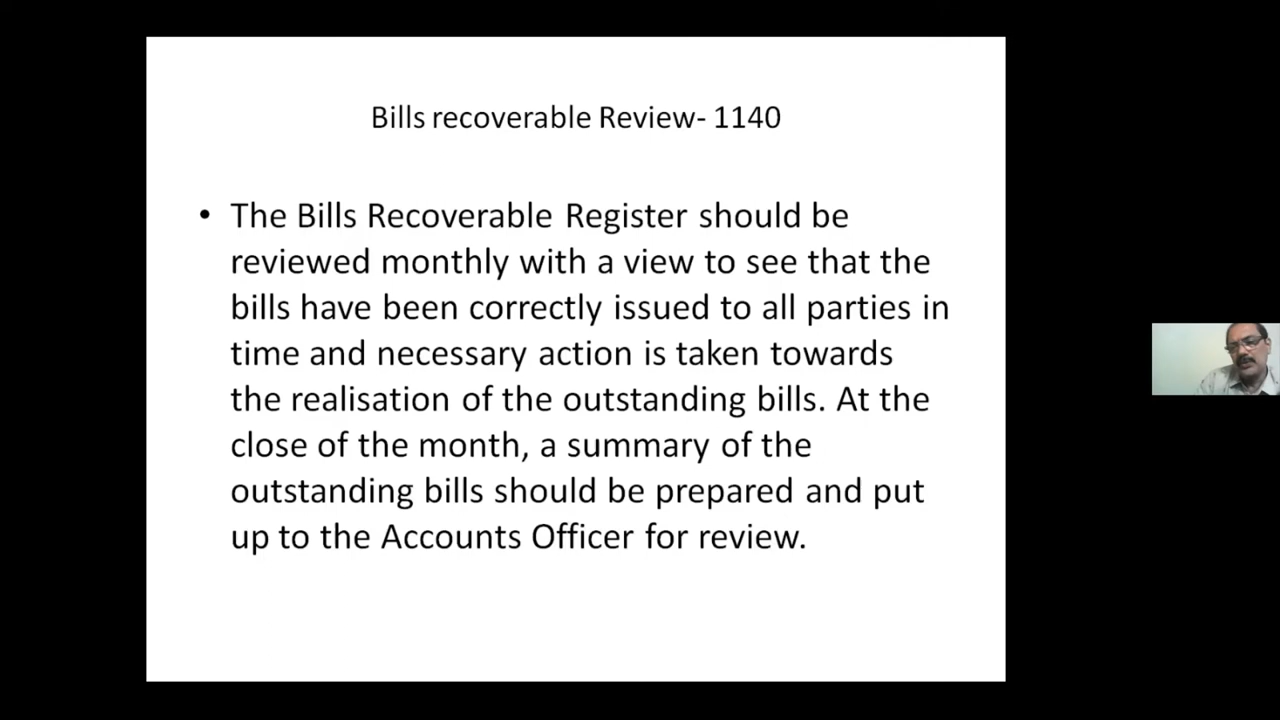 Bills recoverable Review- 1140
• The Bills Recoverable Register should be
reviewed monthly with a view to see that the
bills have been correctly issued to all parties in
time and necessary action is taken towards
the realisation of the outstanding bills. At the
close of the month, a summary of the
outstanding bills should be prepared and put
up to the Accounts Officer for review.